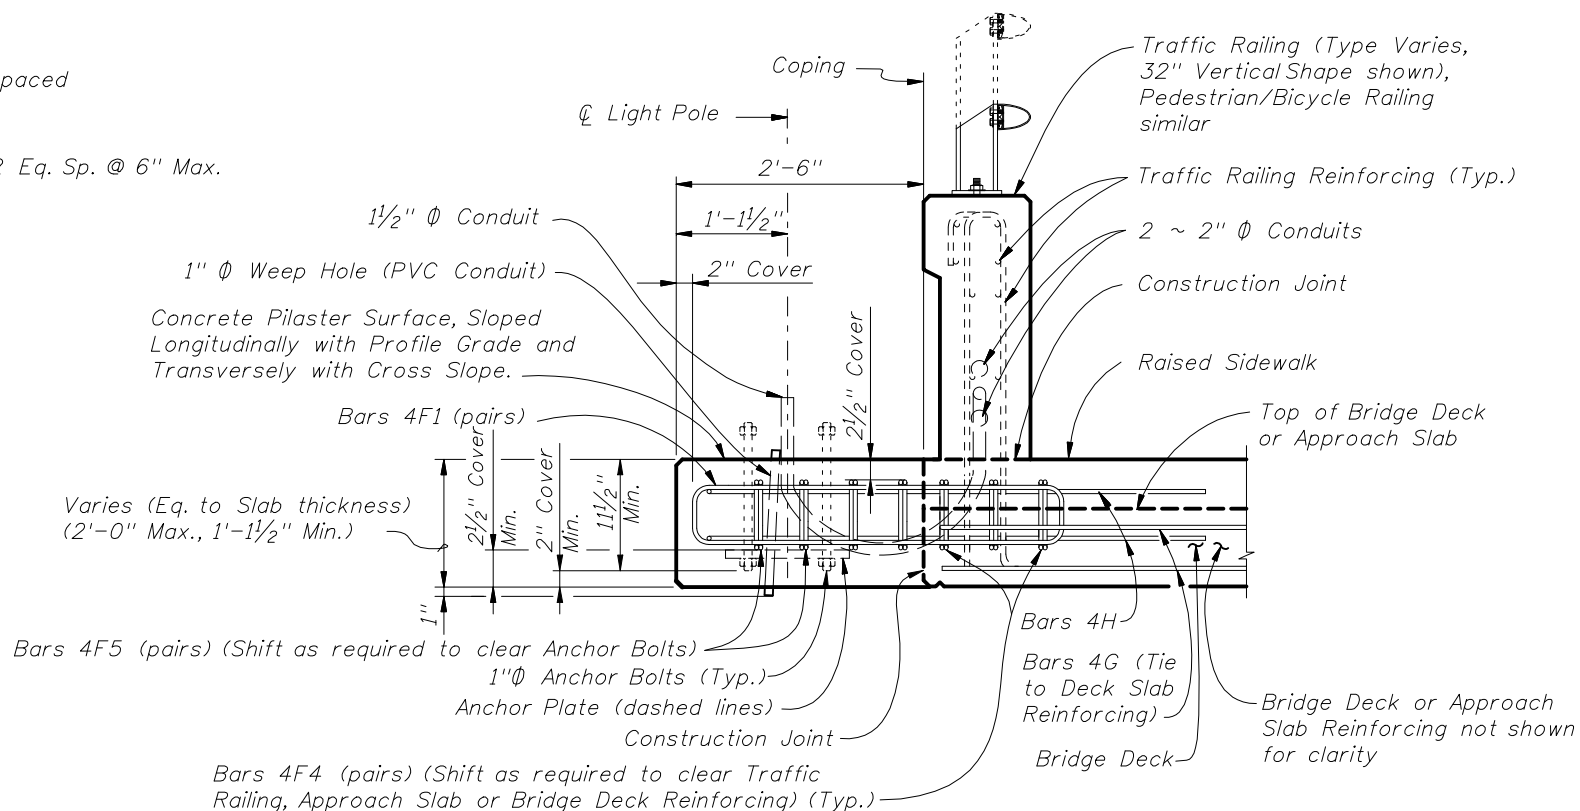 paced
Eq. Sp. @ 6" Max.
Coping
℄ Light Pole
2'-6"
1'-1½"
2" Cover
1½" ϕ Conduit
1" ϕ Weep Hole (PVC Conduit)
Concrete Pilaster Surface, Sloped
Longitudinally with Profile Grade and
Transversely with Cross Slope.
Bars 4F1 (pairs)
Varies (Eq. to Slab thickness)
(2'-0" Max., 1'-1½" Min.)
2½" Cover
Min.
2" Cover
Min.
11½"
Min.
2½" Cover
1"
Traffic Railing (Type Varies,
32" Vertical Shape shown),
Pedestrian/Bicycle Railing
similar
Traffic Railing Reinforcing (Typ.)
2 ~ 2" ϕ Conduits
Construction Joint
Raised Sidewalk
Top of Bridge Deck
or Approach Slab
Bars 4F5 (pairs) (Shift as required to clear Anchor Bolts)
1"ϕ Anchor Bolts (Typ.)
Anchor Plate (dashed lines)
Construction Joint
Bars 4F4 (pairs) (Shift as required to clear Traffic
Railing, Approach Slab or Bridge Deck Reinforcing) (Typ.)
Bars 4H
Bars 4G (Tie
to Deck Slab
Reinforcing)
Bridge Deck
Bridge Deck or Approach
Slab Reinforcing not shown
for clarity